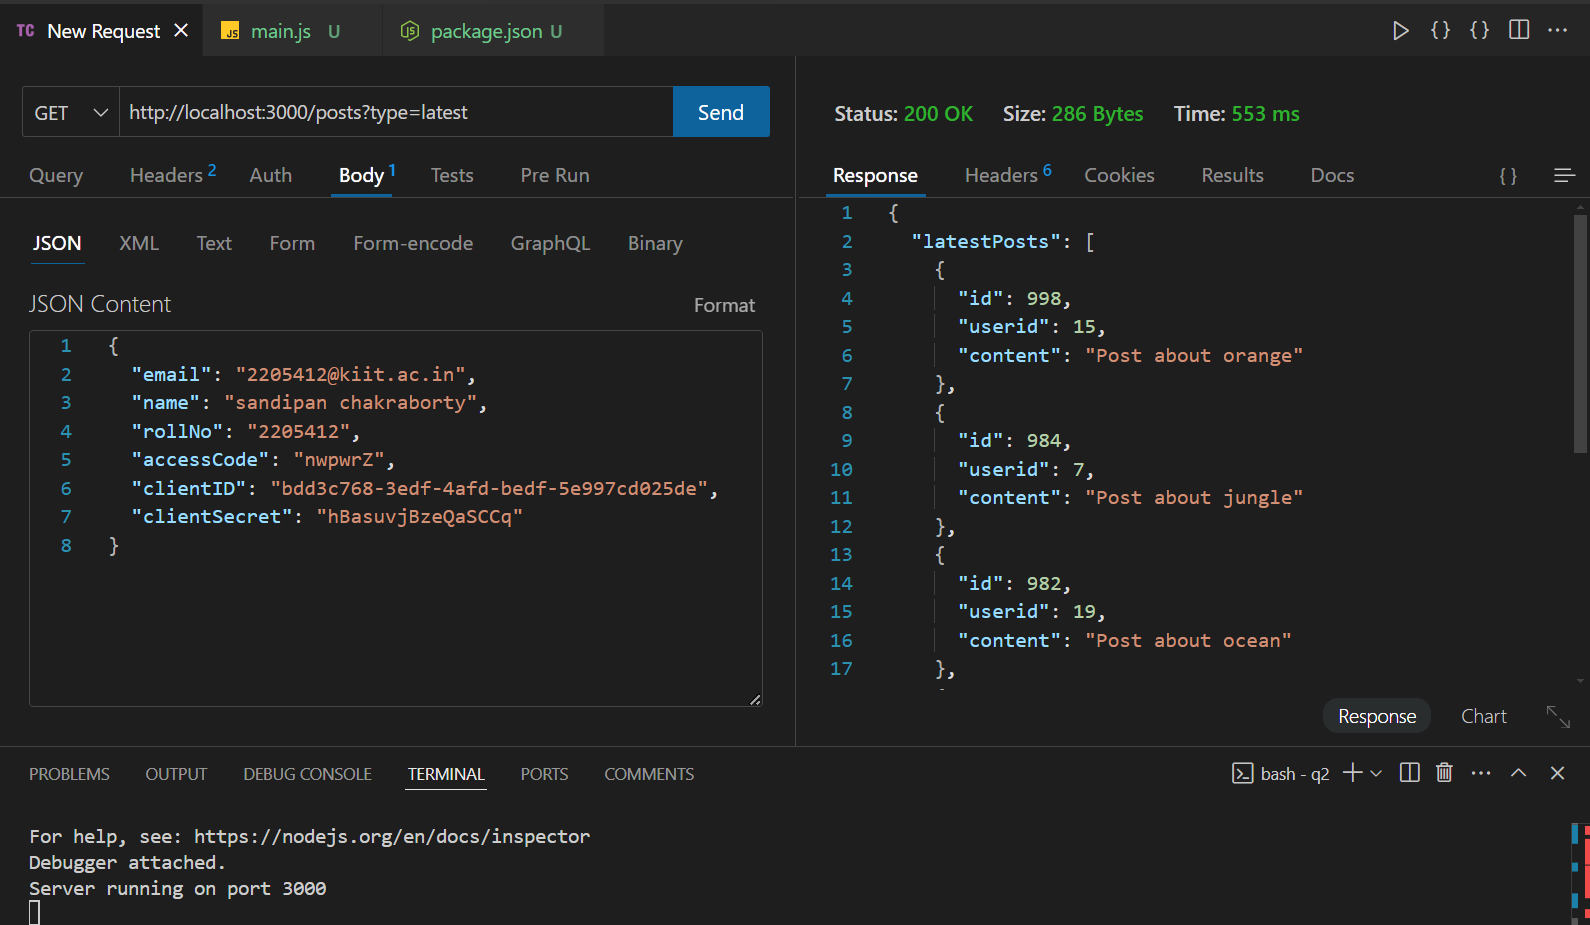 TC New Request × JS main.js U JS package.json U
GET http://localhost:3000/posts?type=latest Send
Query Headers 2 Auth Body 1 Tests Pre Run
JSON XML Text Form Form-encode GraphQL Binary
JSON Content Format
1 {
2 "email": "2205412@kiit.ac.in",
3 "name": "sandipan chakraborty",
4 "rollNo": "2205412",
5 "accessCode": "nwpwrZ",
6 "clientID": "bdd3c768-3edf-4afd-bedf-5e997cd025de",
7 "clientSecret": "hBasuvjBzeQaSCCq"
8 }
Status: 200 OK Size: 286 Bytes Time: 553 ms
Response Headers 6 Cookies Results Docs { }
1 {
2 "latestPosts": [
3 {
4 "id": 998,
5 "userid": 15,
6 "content": "Post about orange"
7 },
8 {
9 "id": 984,
10 "userid": 7,
11 "content": "Post about jungle"
12 },
13 {
14 "id": 982,
15 "userid": 19,
16 "content": "Post about ocean"
17 },
Response Chart
PROBLEMS OUTPUT DEBUG CONSOLE TERMINAL PORTS COMMENTS bash - q2
For help, see: https://nodejs.org/en/docs/inspector
Debugger attached.
Server running on port 3000